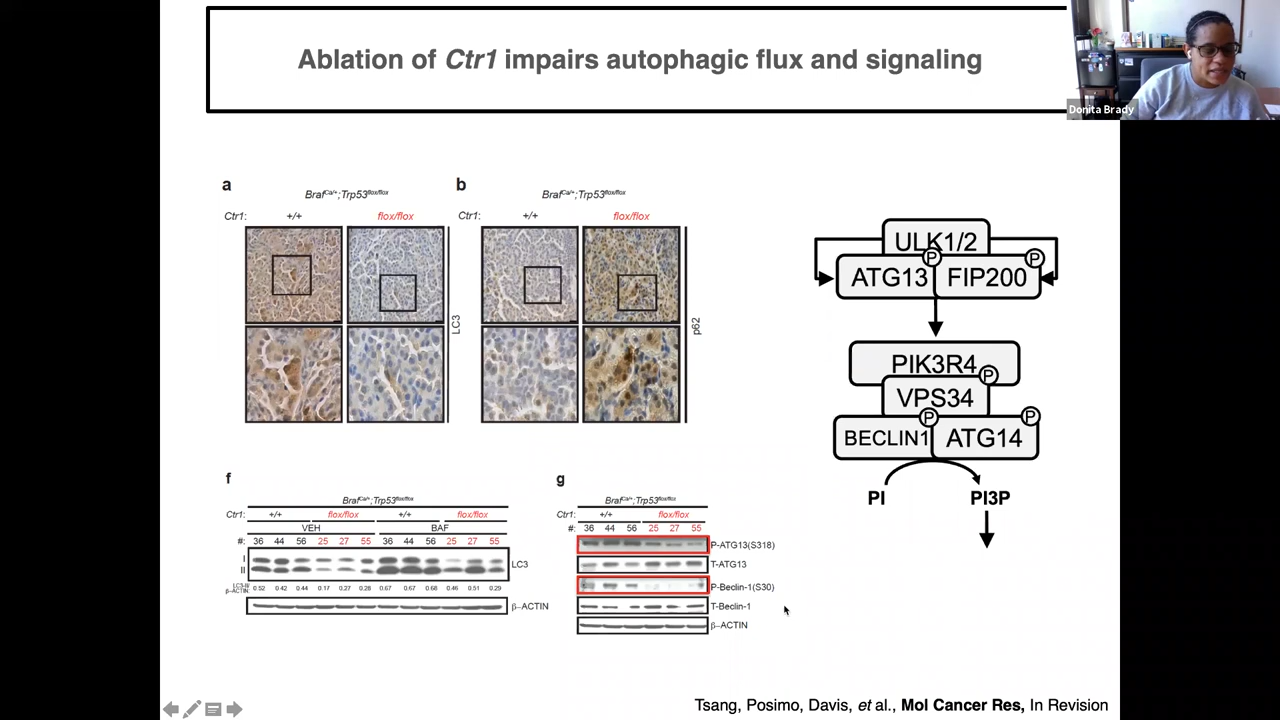 Ablation of Ctr1 impairs autophagic flux and signaling
Donita Brady
a
Braf^Ca/+;Trp53^flox/flox
Ctr1: +/+ flox/flox
LC3
b
Braf^Ca/+;Trp53^flox/flox
Ctr1: +/+ flox/flox
p62
f
Braf^Ca/+;Trp53^flox/flox
Ctr1: +/+ flox/flox +/+ flox/flox
VEH BAF
#: 36 44 56 25 27 55 36 44 56 25 27 55
I
II
LC3
LC3-II/
β-ACTIN: 0.52 0.42 0.44 0.17 0.27 0.28 0.67 0.67 0.68 0.46 0.51 0.29
β–ACTIN
g
Braf^Ca/+;Trp53^flox/flox
Ctr1: +/+ flox/flox
#: 36 44 56 25 27 55
P-ATG13(S318)
T-ATG13
P-Beclin-1(S30)
T-Beclin-1
β–ACTIN
ULK1/2
P P
ATG13 FIP200
PIK3R4
P
VPS34
P P
BECLIN1 ATG14
PI PI3P
Tsang, Posimo, Davis, et al., Mol Cancer Res, In Revision